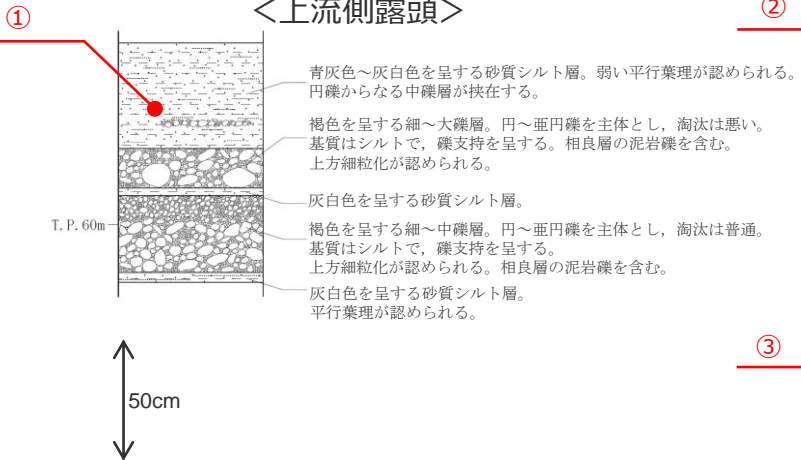 ＜上流側露頭＞
①
②
青灰色～灰白色を呈する砂質シルト層。弱い平行葉理が認められる。
円礫からなる中礫層が挟在する。
褐色を呈する細～大礫層。円～亜円礫を主体とし，淘汰は悪い。
基質はシルトで，礫支持を呈する。相良層の泥岩礫を含む。
上方細粒化が認められる。
灰白色を呈する砂質シルト層。
T.P.60m
褐色を呈する細～中礫層。円～亜円礫を主体とし，淘汰は普通。
基質はシルトで，礫支持を呈する。
上方細粒化が認められる。相良層の泥岩礫を含む。
灰白色を呈する砂質シルト層。
平行葉理が認められる。
③
50cm